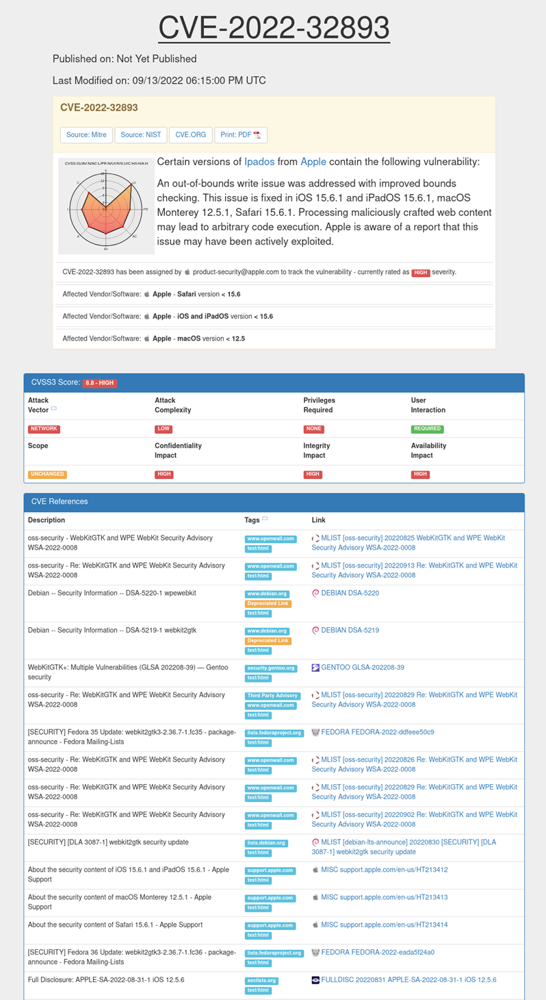 CVE-2022-32893
Published on: Not Yet Published
Last Modified on: 09/13/2022 06:15:00 PM UTC
CVE-2022-32893
Source: Mitre Source: NIST CVE.ORG Print: PDF
CVSS:31/AV:N/AC:L/PR:N/UI:R/S:U/C:H/I:H/A:H
S
C
UI
I
PR
A
AC
AV
Certain versions of Ipados from Apple contain the following vulnerability:
An out-of-bounds write issue was addressed with improved bounds
checking. This issue is fixed in iOS 15.6.1 and iPadOS 15.6.1, macOS
Monterey 12.5.1, Safari 15.6.1. Processing maliciously crafted web content
may lead to arbitrary code execution. Apple is aware of a report that this
issue may have been actively exploited.
CVE-2022-32893 has been assigned by product-security@apple.com to track the vulnerability - currently rated as HIGH severity.
Affected Vendor/Software: Apple - Safari version < 15.6
Affected Vendor/Software: Apple - iOS and iPadOS version < 15.6
Affected Vendor/Software: Apple - macOS version < 12.5
CVSS3 Score: 8.8 - HIGH
Attack Attack Privileges User
Vector Complexity Required Interaction
NETWORK LOW NONE REQUIRED
Scope Confidentiality Integrity Availability
Impact Impact Impact
UNCHANGED HIGH HIGH HIGH
CVE References
Description Tags Link
oss-security - WebKitGTK and WPE WebKit Security Advisory www.openwall.com MLIST [oss-security] 20220825 WebKitGTK and WPE WebKit
WSA-2022-0008 text/html Security Advisory WSA-2022-0008
oss-security - Re: WebKitGTK and WPE WebKit Security Advisory www.openwall.com MLIST [oss-security] 20220913 Re: WebKitGTK and WPE WebKit
WSA-2022-0008 text/html Security Advisory WSA-2022-0008
Debian -- Security Information -- DSA-5220-1 wpewebkit www.debian.org DEBIAN DSA-5220
Depreciated Link
text/html
Debian -- Security Information -- DSA-5219-1 webkit2gtk www.debian.org DEBIAN DSA-5219
Depreciated Link
text/html
WebKitGTK+: Multiple Vulnerabilities (GLSA 202208-39) — Gentoo security.gentoo.org GENTOO GLSA-202208-39
security text/html
oss-security - Re: WebKitGTK and WPE WebKit Security Advisory Third Party Advisory MLIST [oss-security] 20220829 Re: WebKitGTK and WPE WebKit
WSA-2022-0008 www.openwall.com Security Advisory WSA-2022-0008
text/html
[SECURITY] Fedora 35 Update: webkit2gtk3-2.36.7-1.fc35 - package- lists.fedoraproject.org FEDORA FEDORA-2022-ddfeee50c9
announce - Fedora Mailing-Lists text/html
oss-security - Re: WebKitGTK and WPE WebKit Security Advisory www.openwall.com MLIST [oss-security] 20220826 Re: WebKitGTK and WPE WebKit
WSA-2022-0008 text/html Security Advisory WSA-2022-0008
oss-security - Re: WebKitGTK and WPE WebKit Security Advisory www.openwall.com MLIST [oss-security] 20220829 Re: WebKitGTK and WPE WebKit
WSA-2022-0008 text/html Security Advisory WSA-2022-0008
oss-security - Re: WebKitGTK and WPE WebKit Security Advisory www.openwall.com MLIST [oss-security] 20220902 Re: WebKitGTK and WPE WebKit
WSA-2022-0008 text/html Security Advisory WSA-2022-0008
[SECURITY] [DLA 3087-1] webkit2gtk security update lists.debian.org MLIST [debian-lts-announce] 20220830 [SECURITY] [DLA
text/html 3087-1] webkit2gtk security update
About the security content of iOS 15.6.1 and iPadOS 15.6.1 - Apple support.apple.com MISC support.apple.com/en-us/HT213412
Support text/html
About the security content of macOS Monterey 12.5.1 - Apple support.apple.com MISC support.apple.com/en-us/HT213413
Support text/html
About the security content of Safari 15.6.1 - Apple Support support.apple.com MISC support.apple.com/en-us/HT213414
text/html
[SECURITY] Fedora 36 Update: webkit2gtk3-2.36.7-1.fc36 - package- lists.fedoraproject.org FEDORA FEDORA-2022-eada5f24a0
announce - Fedora Mailing-Lists text/html
Full Disclosure: APPLE-SA-2022-08-31-1 iOS 12.5.6 seclists.org FULLDISC 20220831 APPLE-SA-2022-08-31-1 iOS 12.5.6
text/html